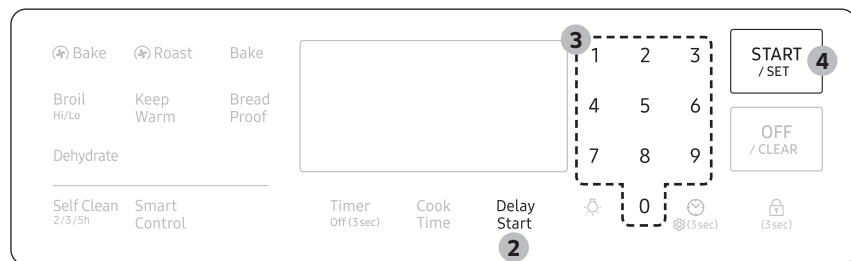 Bake
Roast
Bake
Broil
Hi/Lo
Keep
Warm
Bread
Proof
Dehydrate
Self Clean
2/3/5h
Smart
Control
Timer
Off (3 sec)
Cook
Time
Delay
Start
2
3
1 2 3
4 5 6
7 8 9
0
(3 sec)
START
/ SET
4
OFF
/ CLEAR
(3 sec)